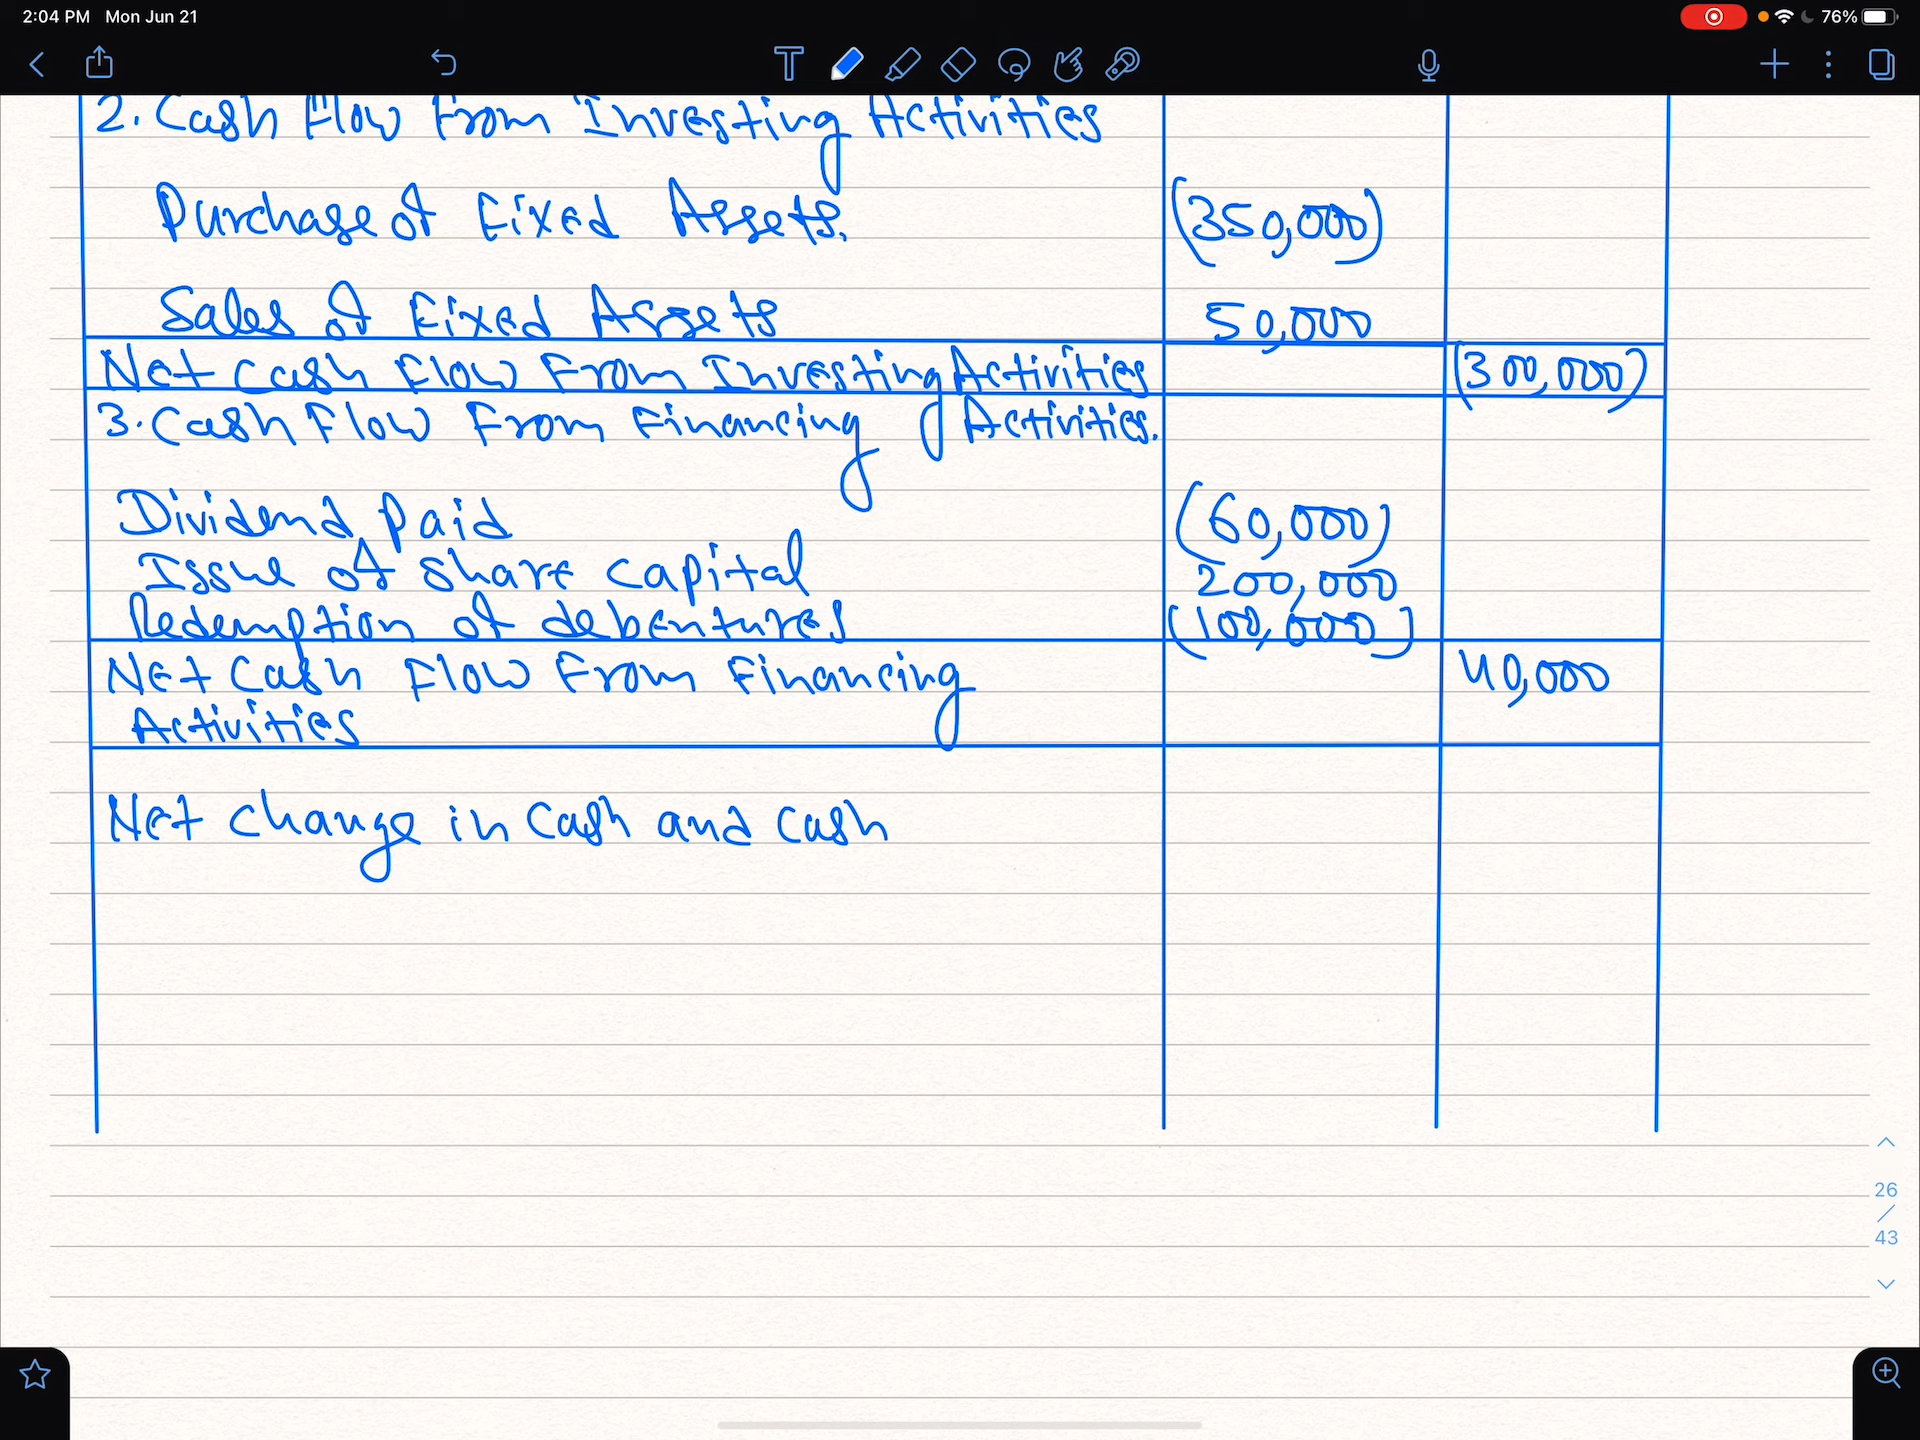 2:04 PM Mon Jun 21 76%
2. Cash Flow From Investing Activities
Purchase of Fixed Assets. (350,000)
Sales of Fixed Assets 50,000
Net Cash Flow From Investing Activities (300,000)
3. Cash Flow From Financing Activities.
Dividend Paid (60,000)
Issue of share capital 200,000
Redemption of debentures (100,000)
Net Cash Flow From Financing 40,000
Activities
Net change in Cash and Cash
26
/
43